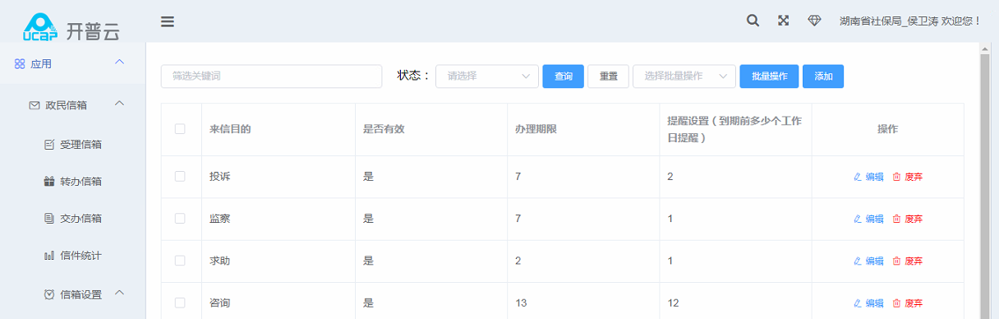 ucap 开普云
湖南省社保局_侯卫涛 欢迎您！
应用
政民信箱
受理信箱
转办信箱
交办信箱
信件统计
信箱设置
筛选关键词 状态： 请选择 查询 重置 选择批量操作 批量操作 添加
来信目的 是否有效 办理期限 提醒设置（到期前多少个工作
日提醒） 操作
投诉 是 7 2 编辑 废弃
监察 是 7 1 编辑 废弃
求助 是 2 1 编辑 废弃
咨询 是 13 12 编辑 废弃